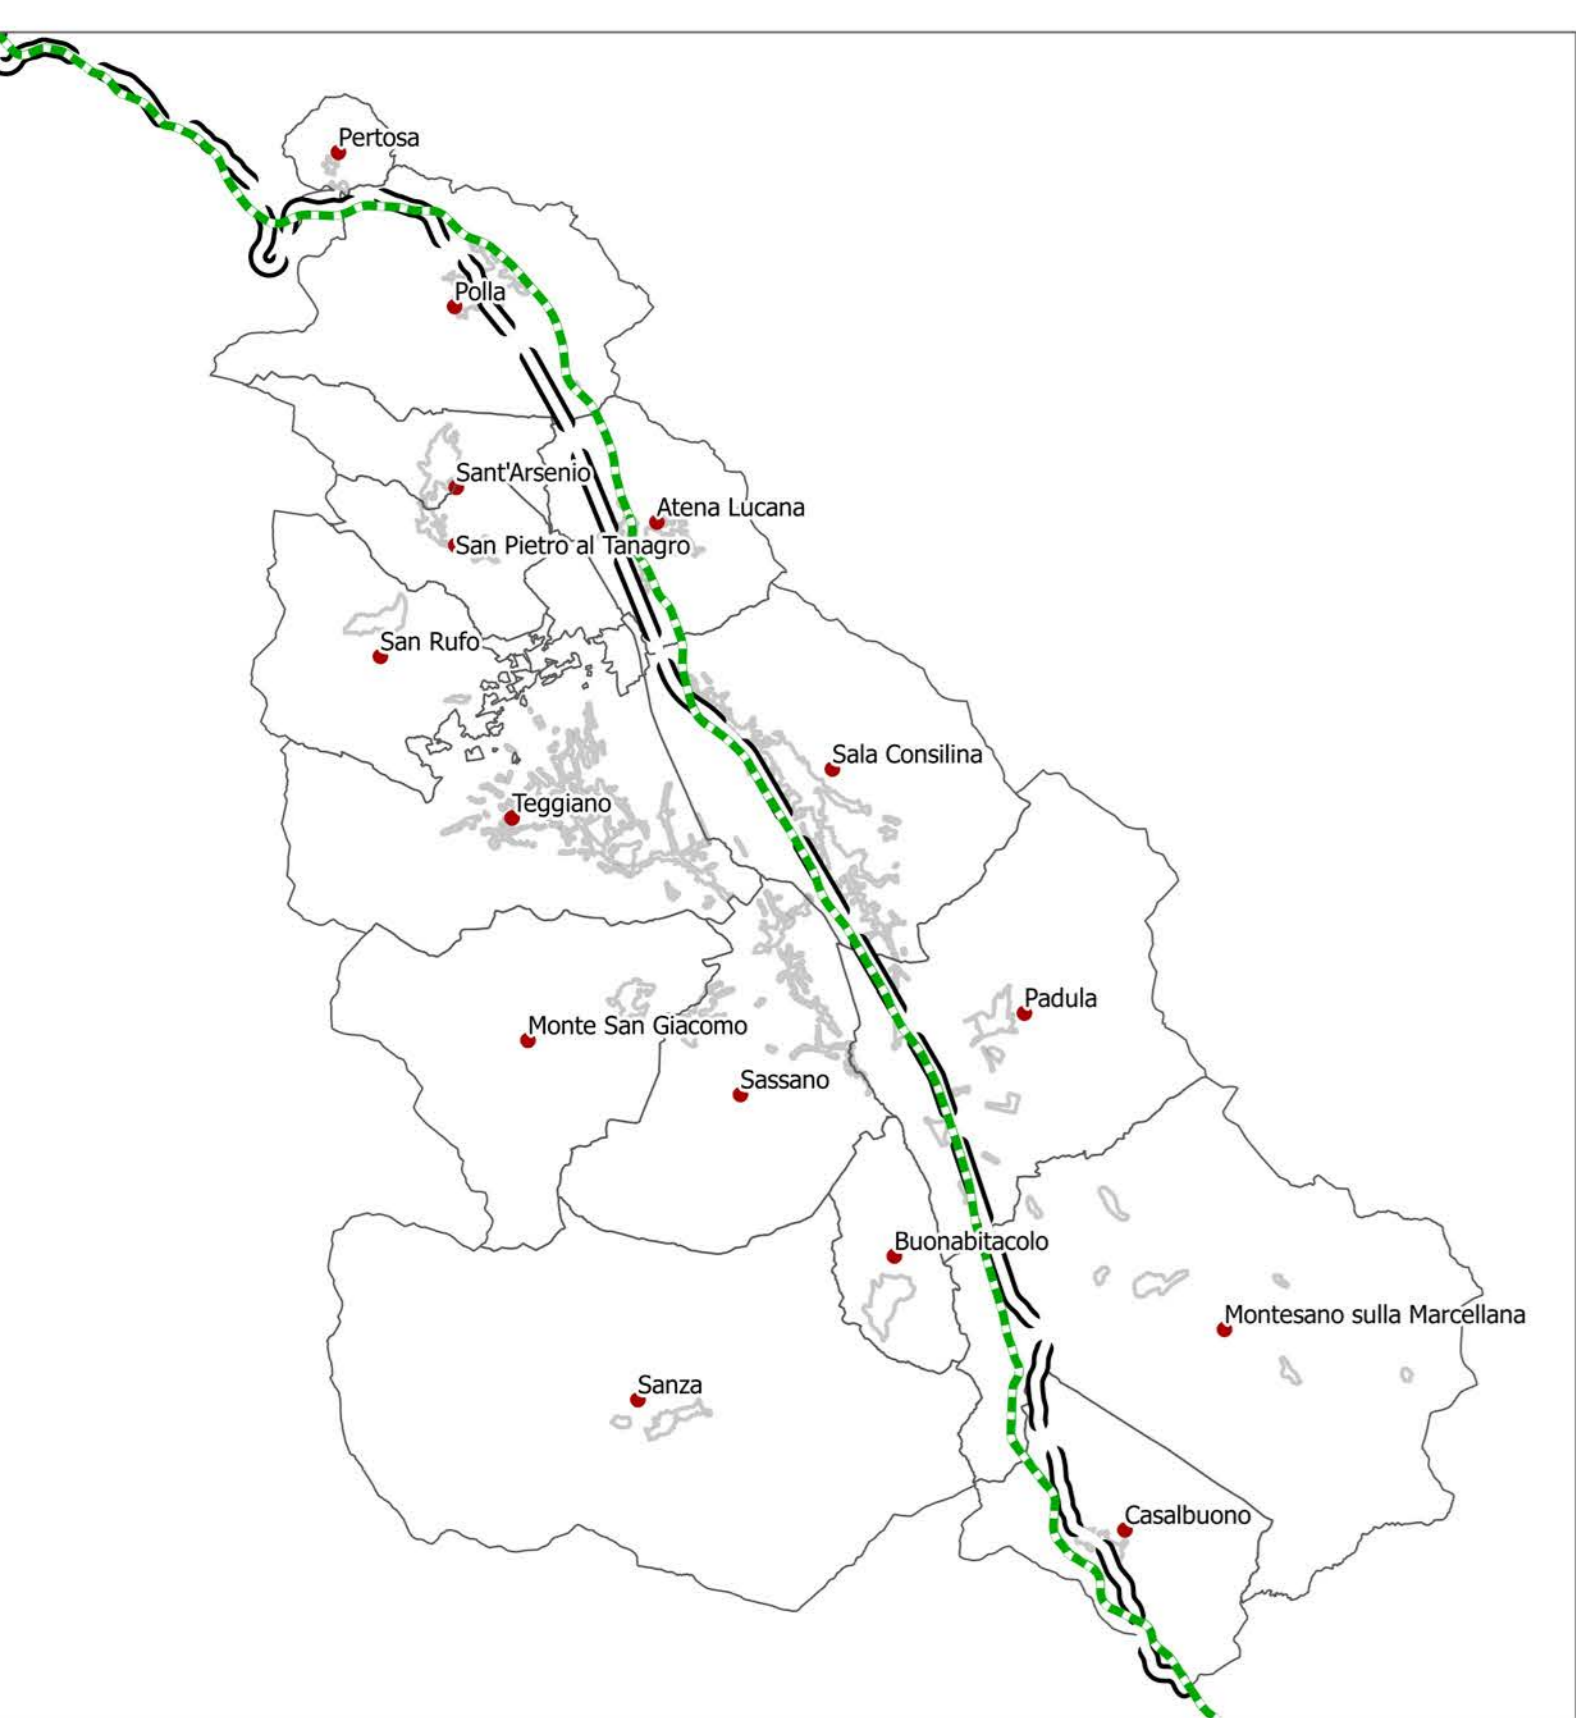 Pertosa
Polla
Sant'Arsenio
Atena Lucana
San Pietro al Tanagro
San Rufo
Sala Consilina
Teggiano
Padula
Monte San Giacomo
Sassano
Buonabitacolo
Montesano sulla Marcellana
Sanza
Casalbuono